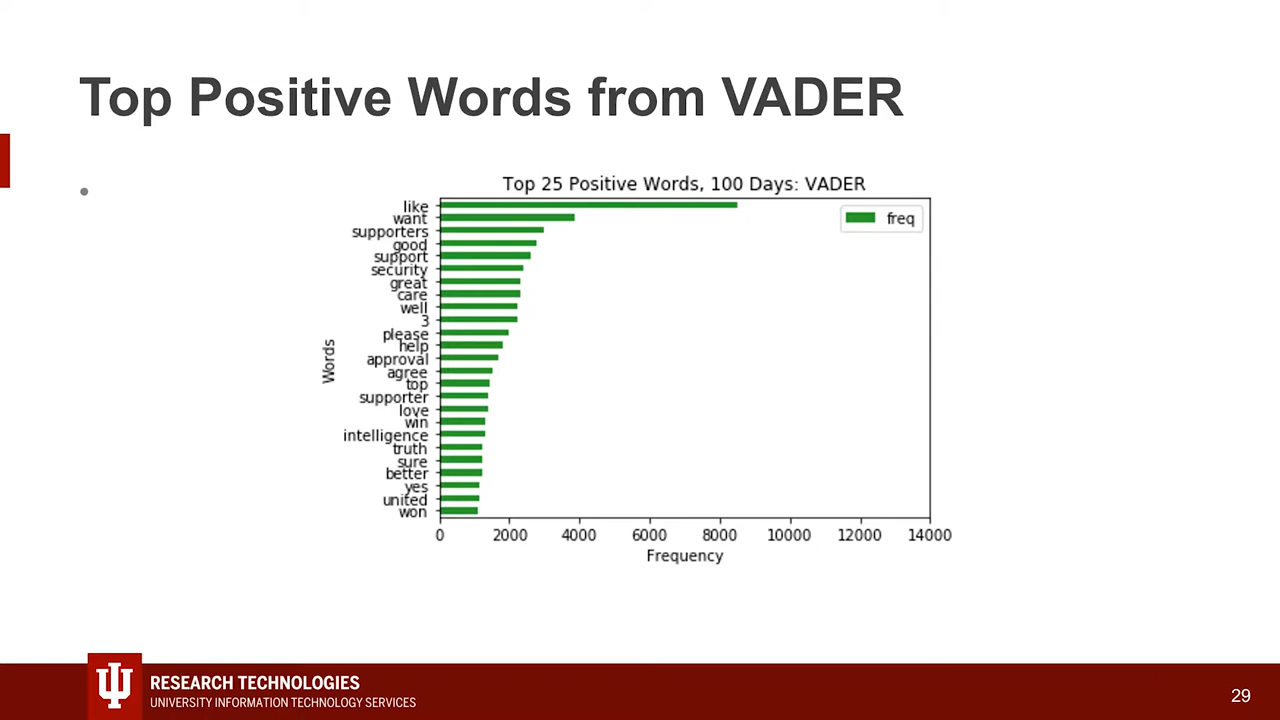 Top Positive Words from VADER
•
Top 25 Positive Words, 100 Days: VADER
freq
Words
like
want
supporters
good
support
security
great
care
well
3
please
help
approval
agree
top
supporter
love
win
intelligence
truth
sure
better
yes
united
won
0 2000 4000 6000 8000 10000 12000 14000
Frequency
RESEARCH TECHNOLOGIES
UNIVERSITY INFORMATION TECHNOLOGY SERVICES
29